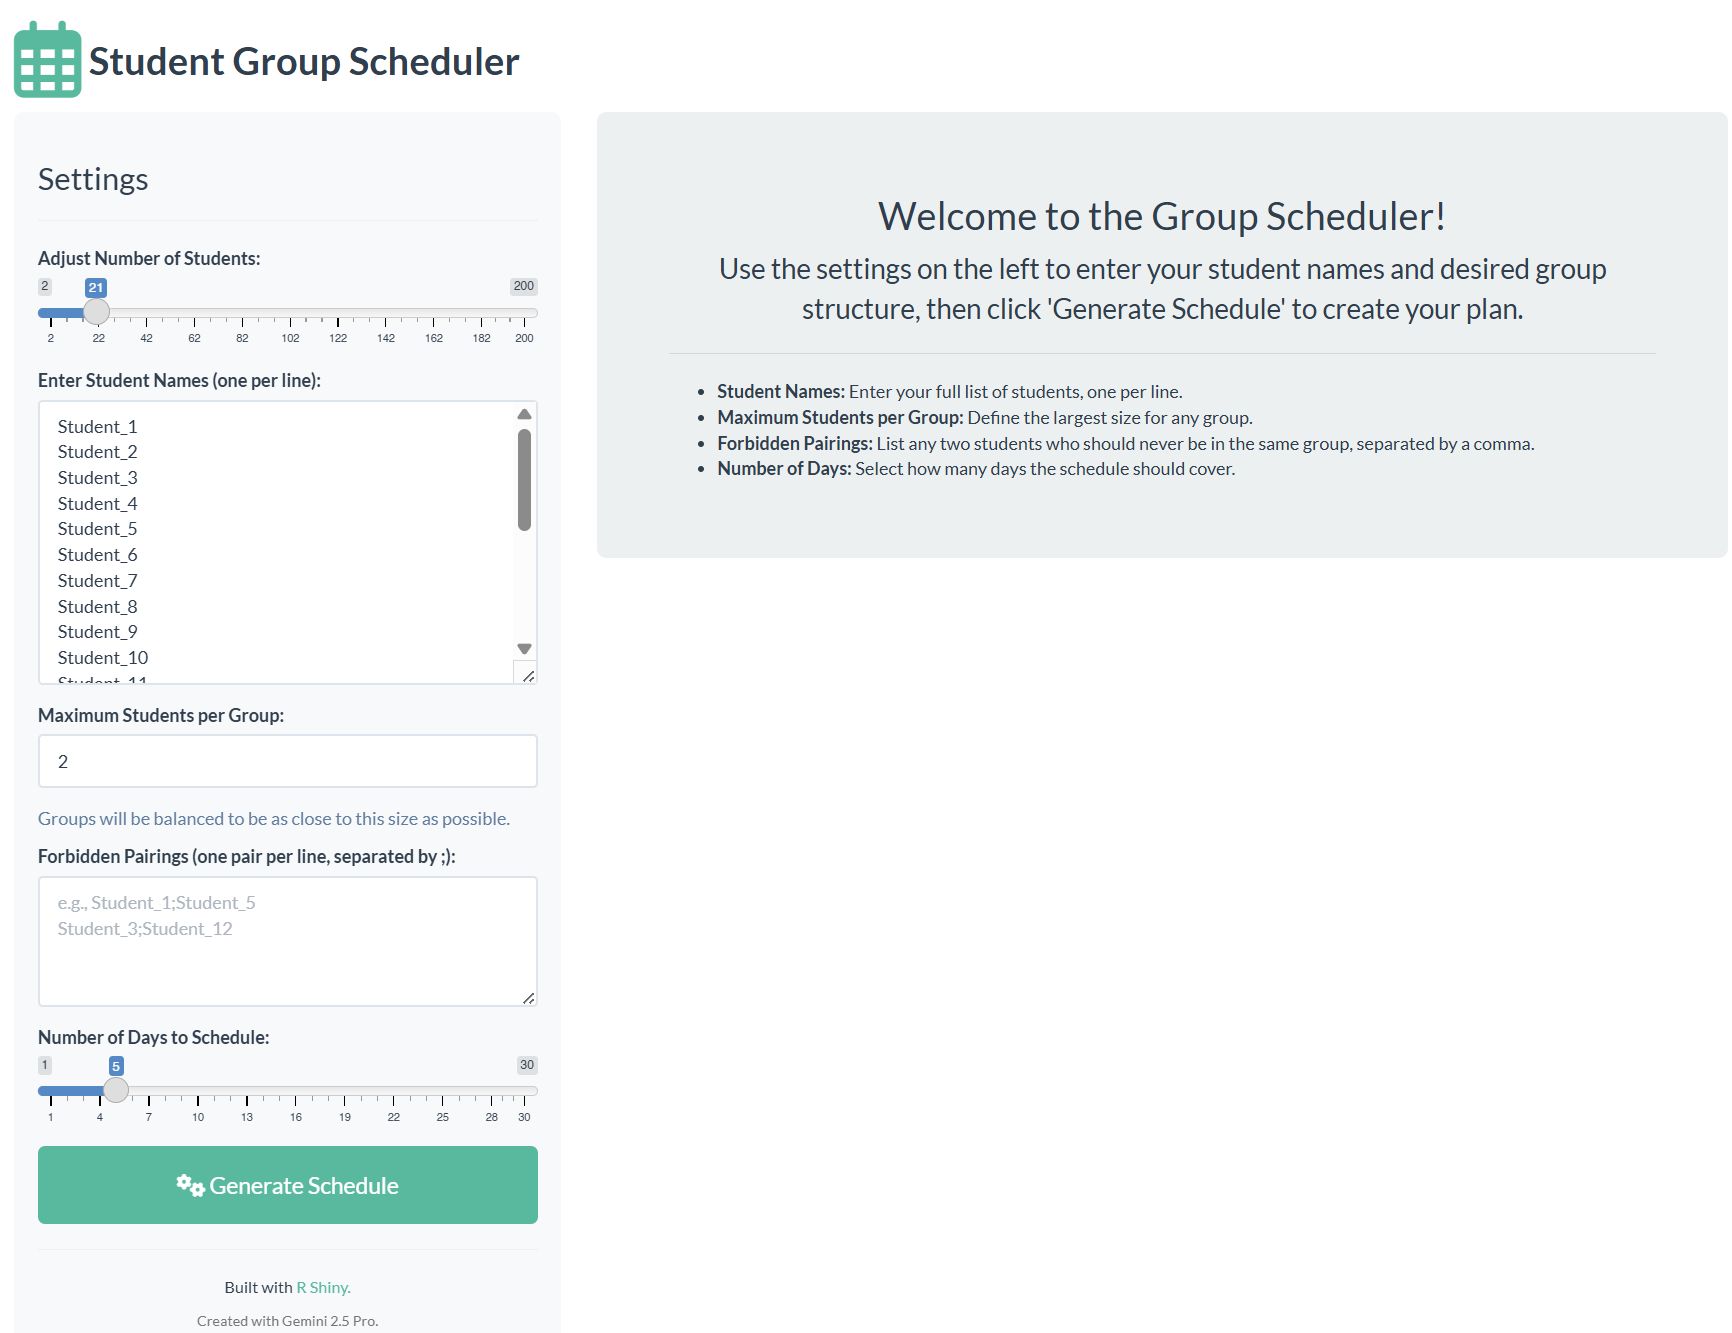 Student Group Scheduler
Settings
Adjust Number of Students:
2 21 200
2 22 42 62 82 102 122 142 162 182 200
Enter Student Names (one per line):
Student_1
Student_2
Student_3
Student_4
Student_5
Student_6
Student_7
Student_8
Student_9
Student_10
Student_11
Maximum Students per Group:
2
Groups will be balanced to be as close to this size as possible.
Forbidden Pairings (one pair per line, separated by ;):
e.g., Student_1;Student_5
Student_3;Student_12
Number of Days to Schedule:
1 5 30
1 4 7 10 13 16 19 22 25 28 30
Generate Schedule
Built with R Shiny.
Created with Gemini 2.5 Pro.
Welcome to the Group Scheduler!
Use the settings on the left to enter your student names and desired group
structure, then click 'Generate Schedule' to create your plan.
• Student Names: Enter your full list of students, one per line.
• Maximum Students per Group: Define the largest size for any group.
• Forbidden Pairings: List any two students who should never be in the same group, separated by a comma.
• Number of Days: Select how many days the schedule should cover.